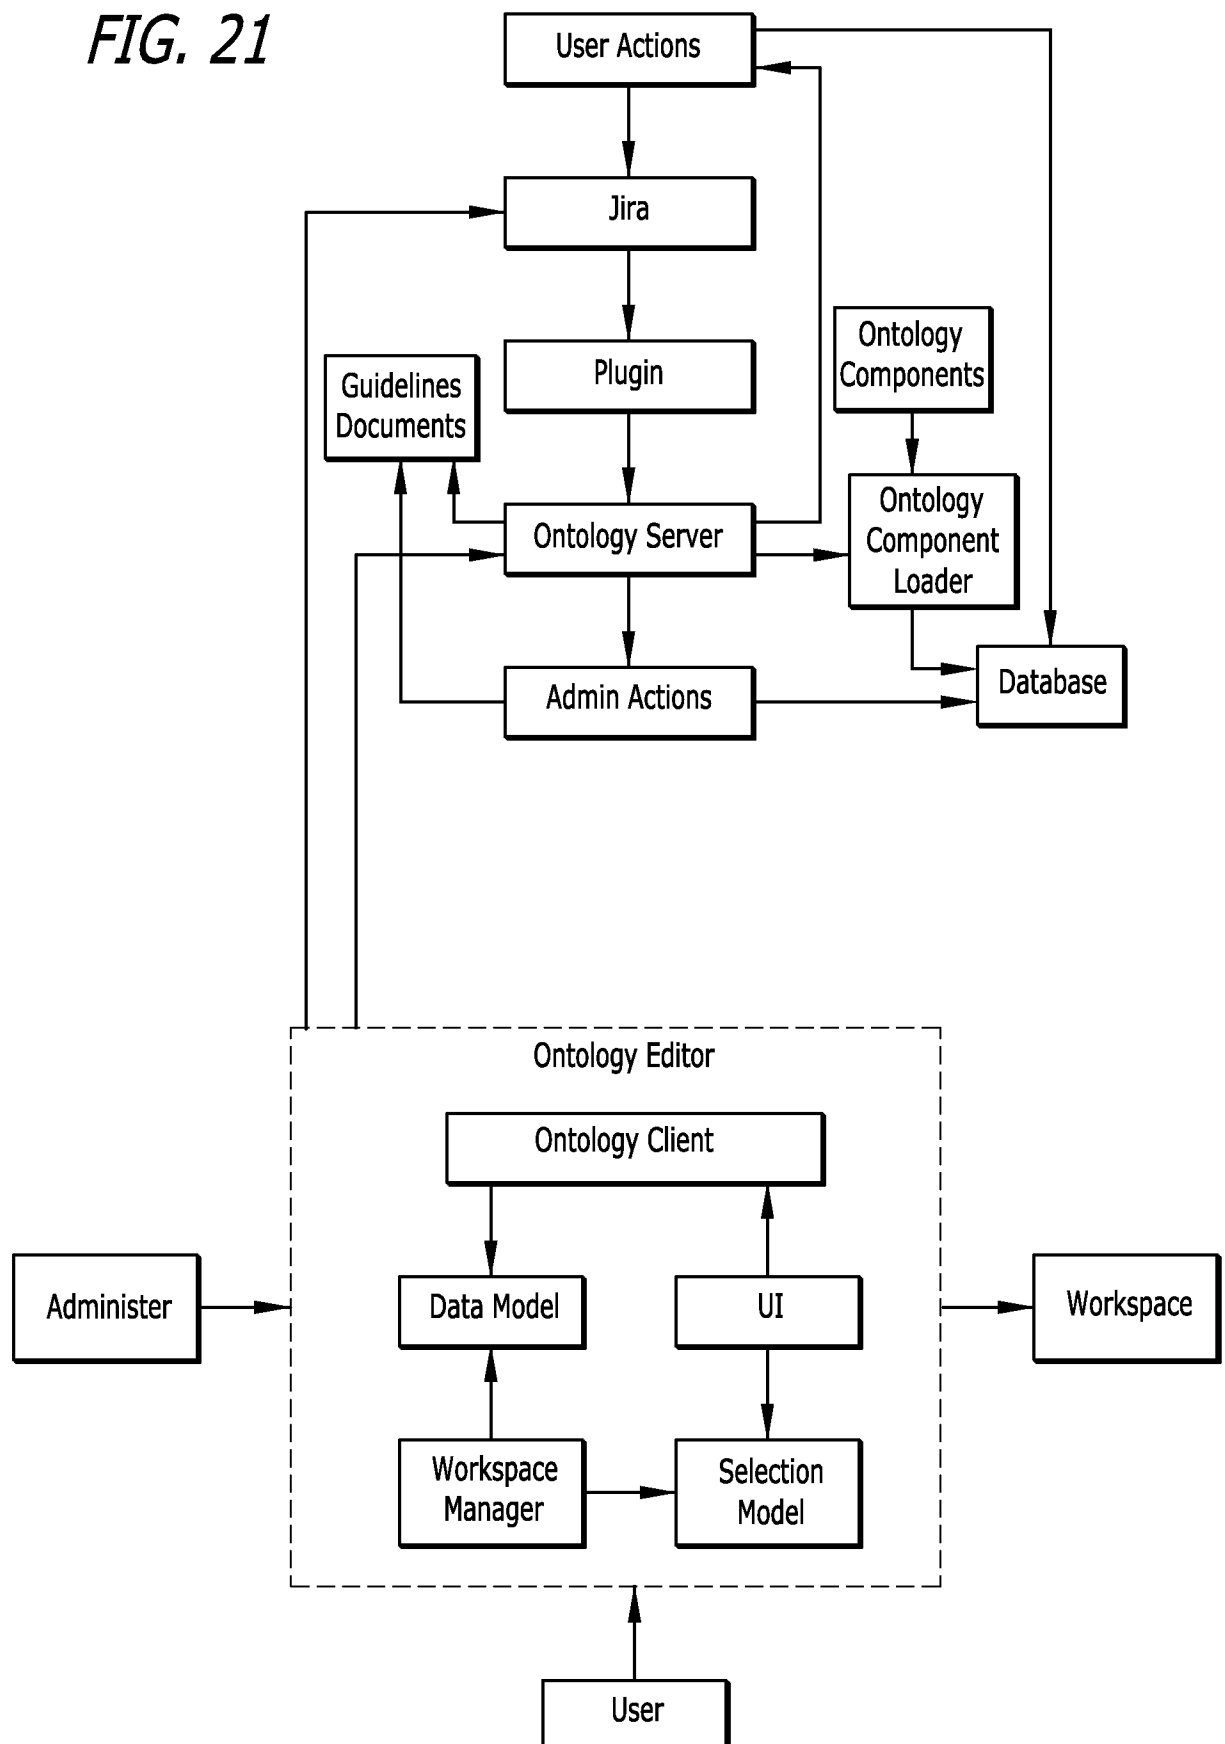 FIG. 21
User Actions
Jira
Plugin
Ontology
Components
Guidelines
Documents
Ontology Server
Ontology
Component
Loader
Admin Actions
Database
Ontology Editor
Ontology Client
Administer
Data Model
UI
Workspace
Workspace
Manager
Selection
Model
User